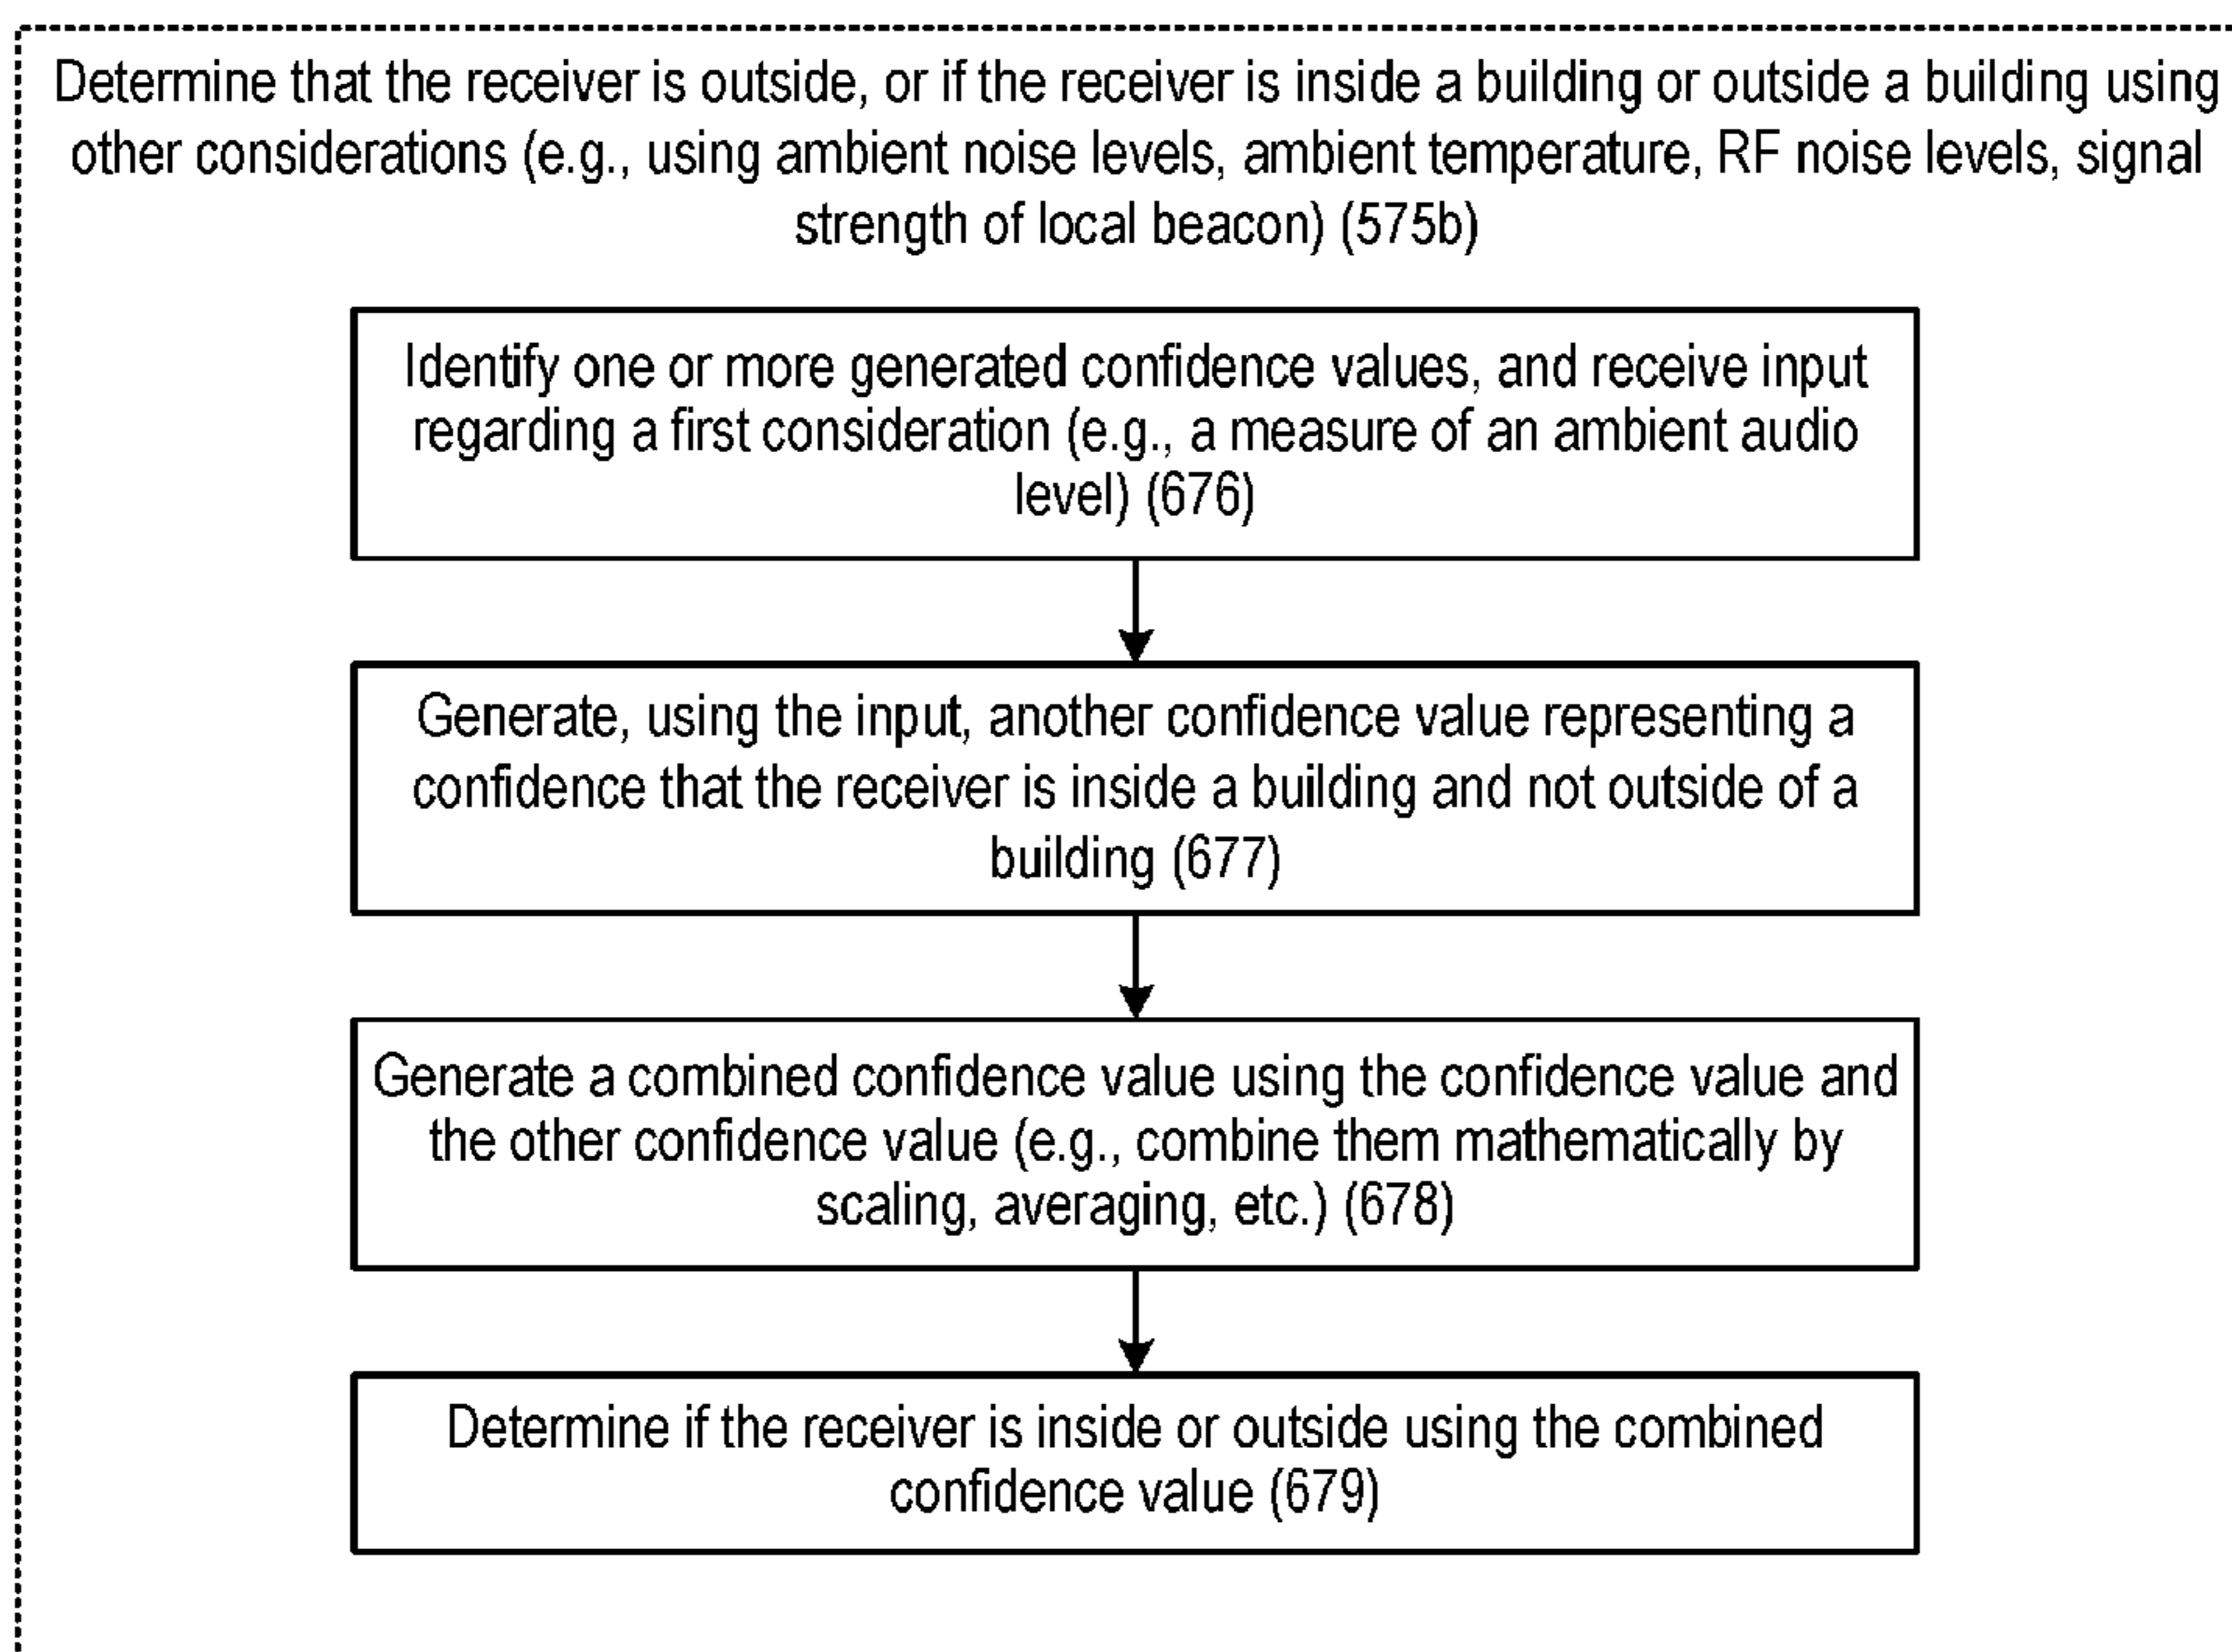 Determine that the receiver is outside, or if the receiver is inside a building or outside a building using
other considerations (e.g., using ambient noise levels, ambient temperature, RF noise levels, signal
strength of local beacon) (575b)
Identify one or more generated confidence values, and receive input
regarding a first consideration (e.g., a measure of an ambient audio
level) (676)
Generate, using the input, another confidence value representing a
confidence that the receiver is inside a building and not outside of a
building (677)
Generate a combined confidence value using the confidence value and
the other confidence value (e.g., combine them mathematically by
scaling, averaging, etc.) (678)
Determine if the receiver is inside or outside using the combined
confidence value (679)